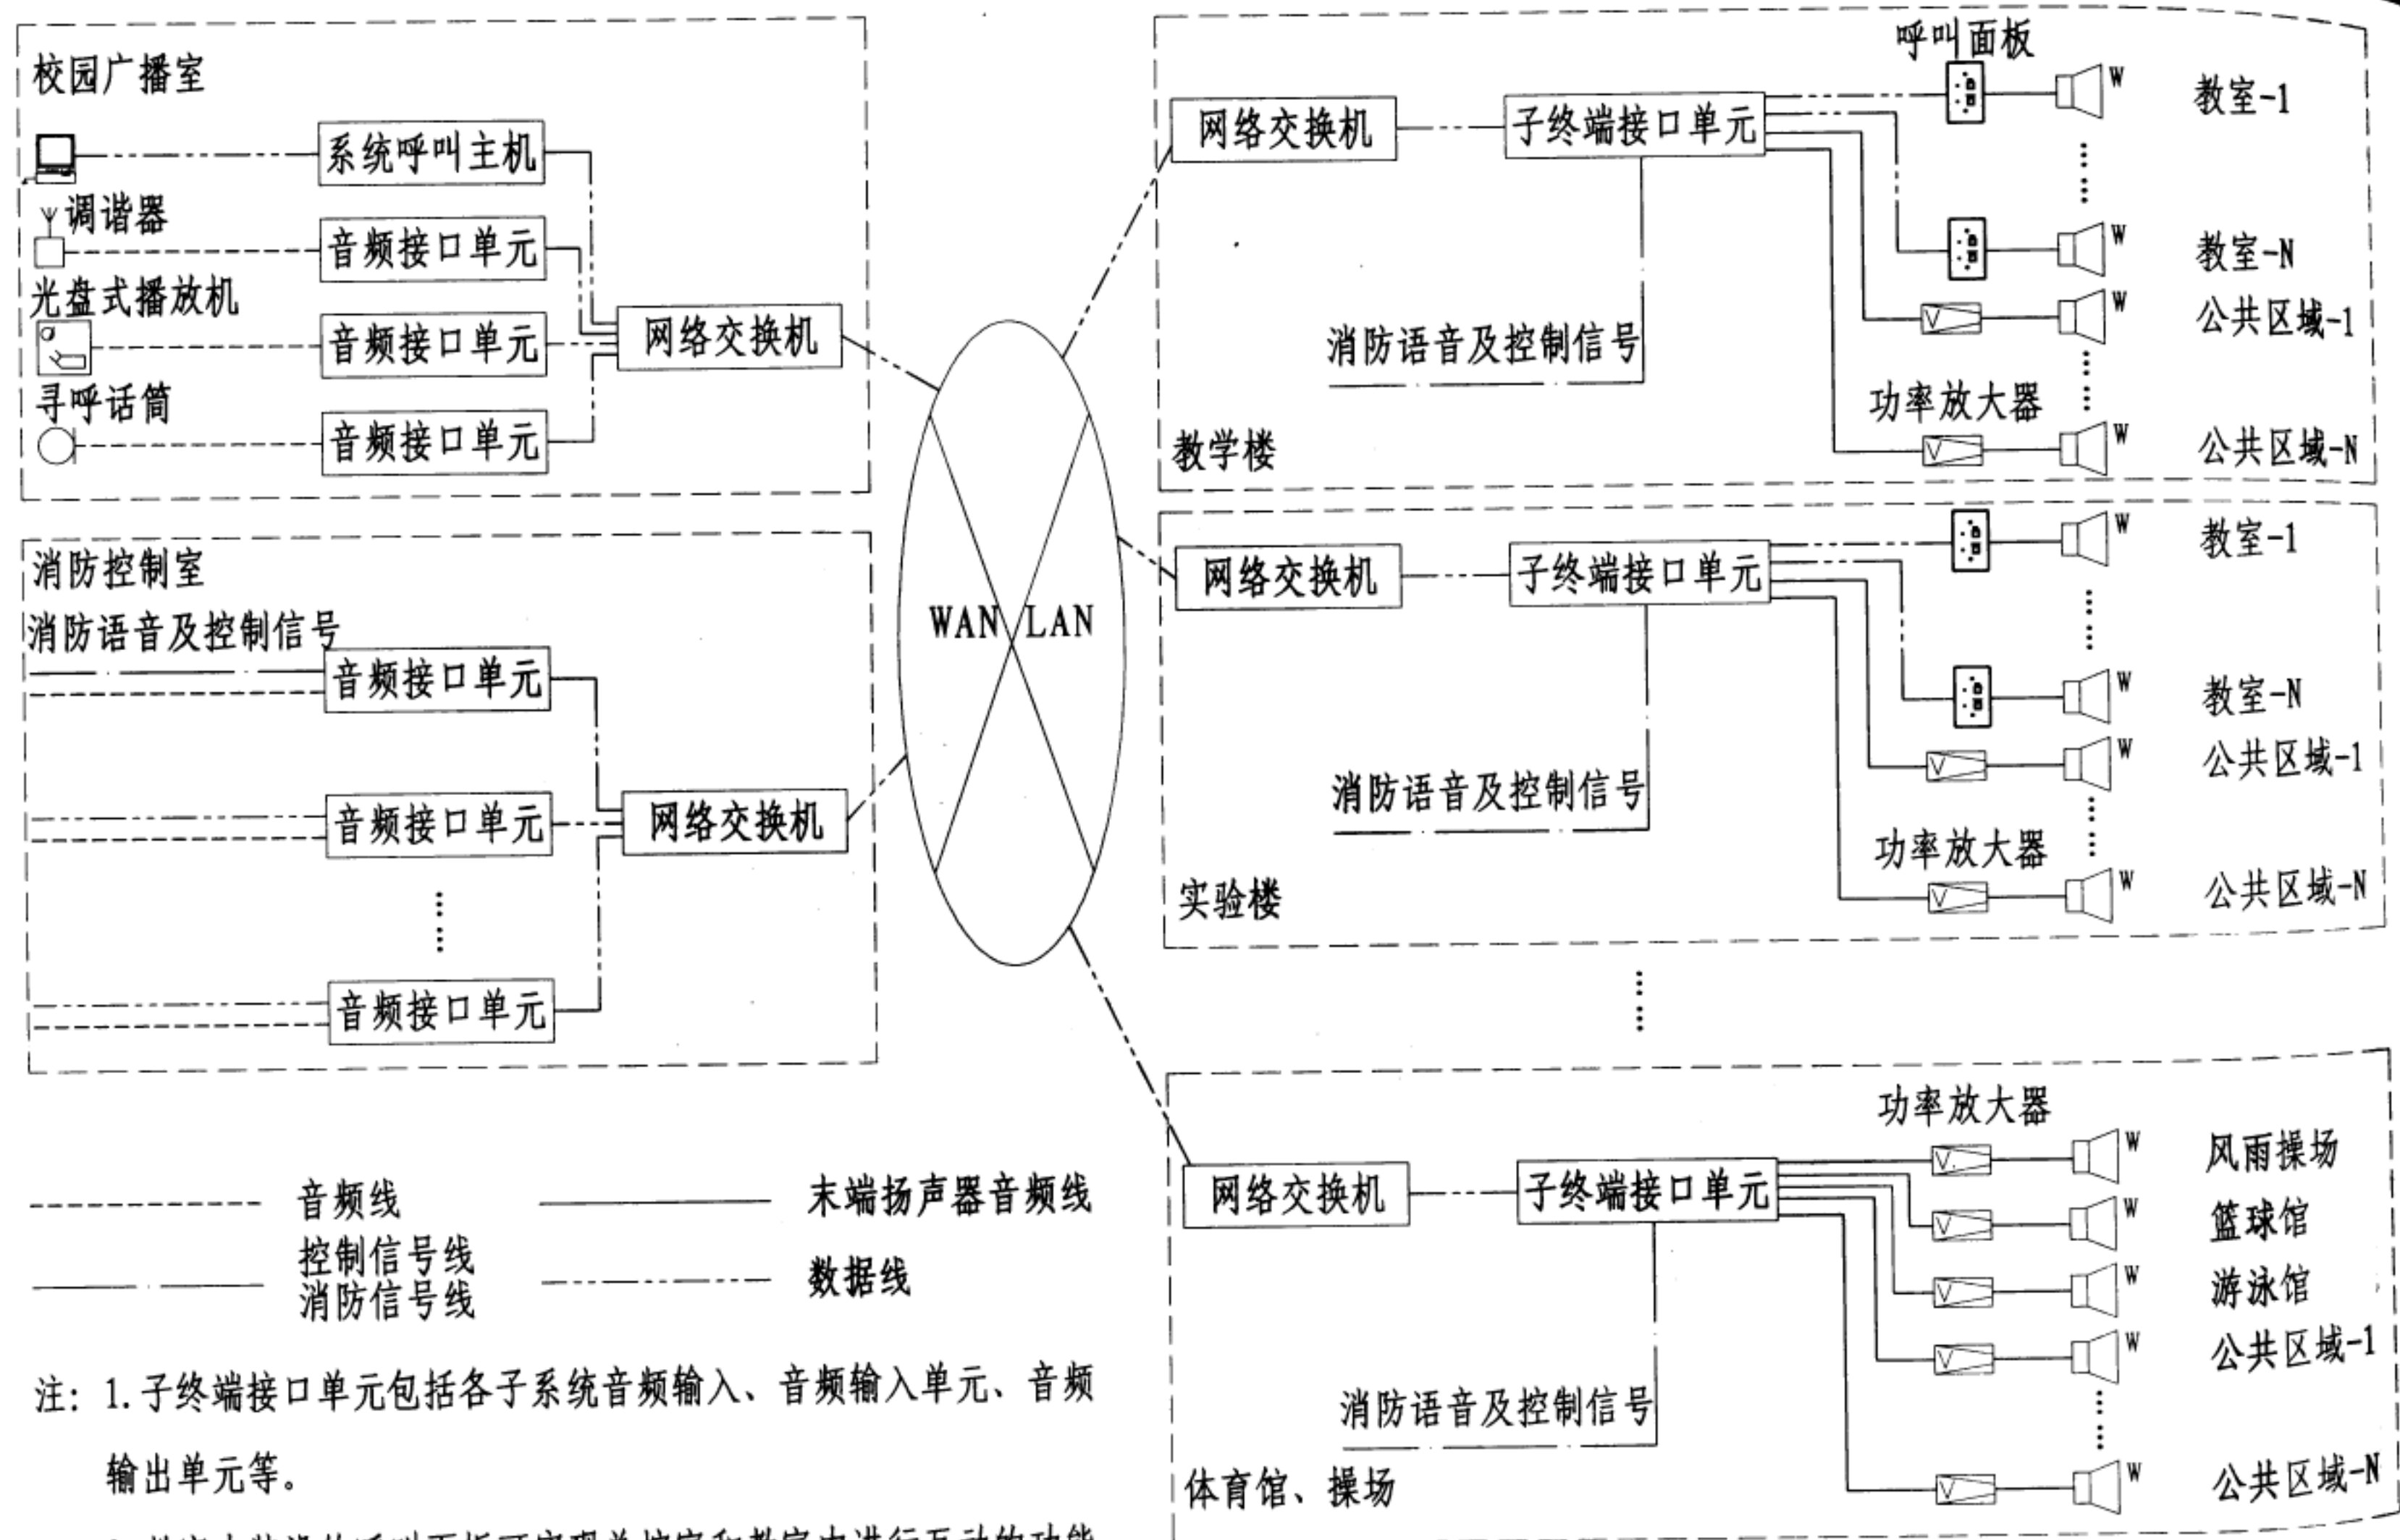 校园广播室
系统呼叫主机
调谐器
音频接口单元
光盘式播放机
音频接口单元
网络交换机
寻呼话筒
音频接口单元
消防控制室
消防语音及控制信号
音频接口单元
音频接口单元
网络交换机
……
音频接口单元
WAN LAN
呼叫面板
网络交换机
子终端接口单元
W
教室-1
……
W
教室-N
W
公共区域-1
消防语音及控制信号
……
功率放大器
W
公共区域-N
教学楼
网络交换机
子终端接口单元
W
教室-1
……
W
教室-N
W
公共区域-1
消防语音及控制信号
……
功率放大器
W
公共区域-N
实验楼
……
功率放大器
网络交换机
子终端接口单元
W
风雨操场
W
篮球馆
W
游泳馆
W
公共区域-1
消防语音及控制信号
……
W
公共区域-N
体育馆、操场
音频线
末端扬声器音频线
控制信号线
消防信号线
数据线
注: 1.子终端接口单元包括各子系统音频输入、音频输入单元、音频
输出单元等。